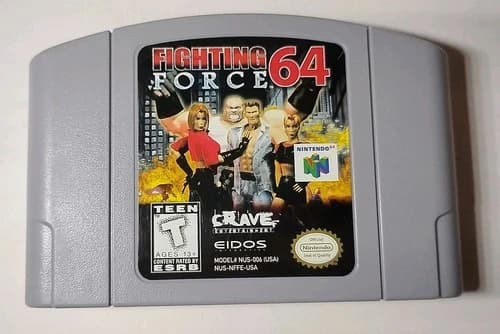 FIGHTING
FORCE 64
NINTENDO 64
N
TEEN
T
AGES 13+
CONTENT RATED BY
ESRB
CRAVE
ENTERTAINMENT
EIDOS
INTERACTIVE
MODEL# NUS-006 (USA)
NUS-NFFE-USA
Official
Nintendo
Seal of Quality